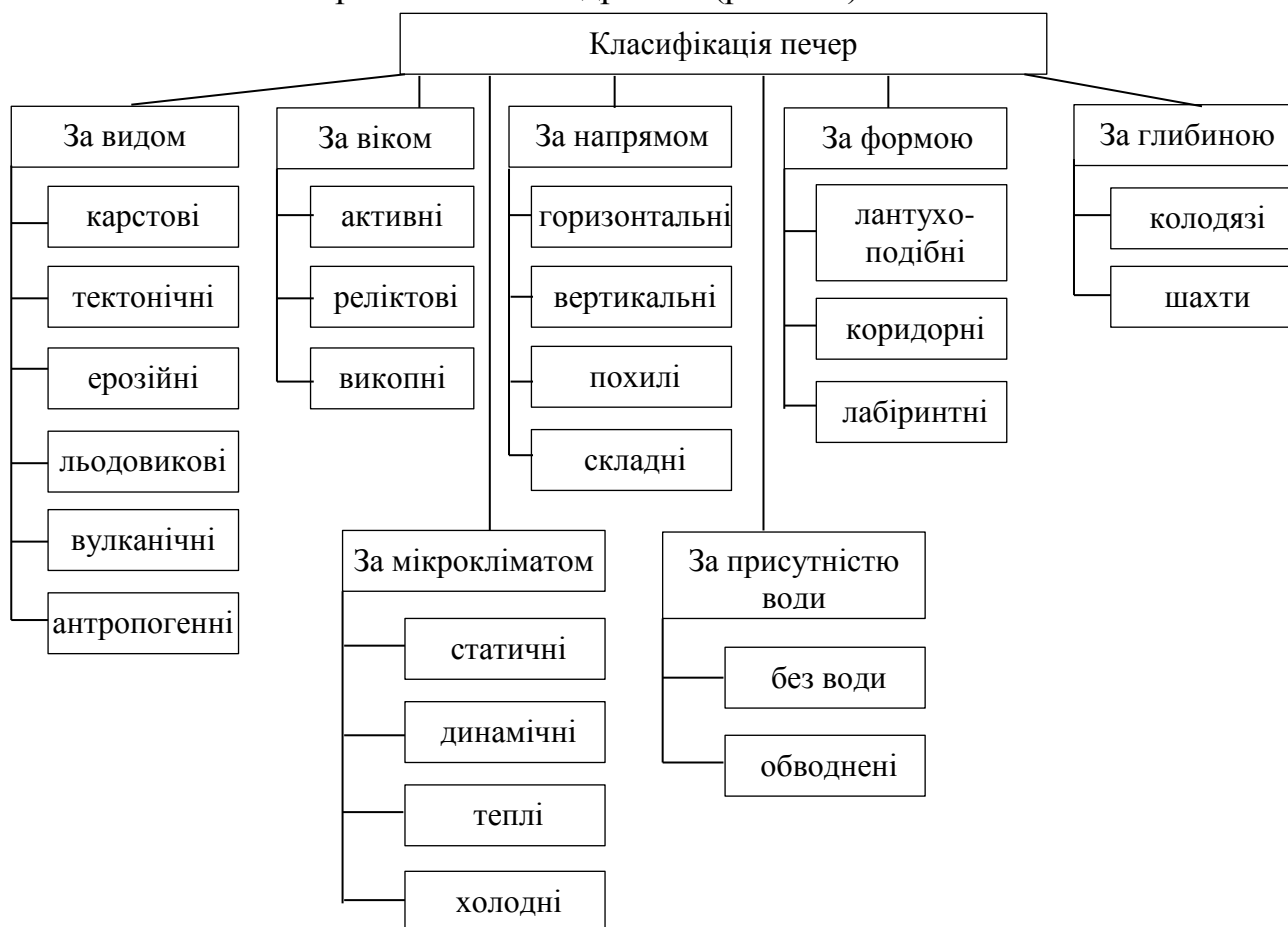 Класифікація печер
За видом
карстові
тектонічні
ерозійні
льодовикові
вулканічні
антропогенні
За віком
активні
реліктові
викопні
За напрямом
горизонтальні
вертикальні
похилі
складні
За формою
лантухо-
подібні
коридорні
лабіринтні
За глибиною
колодязі
шахти
За мікрокліматом
статичні
динамічні
теплі
холодні
За присутністю
води
без води
обводнені